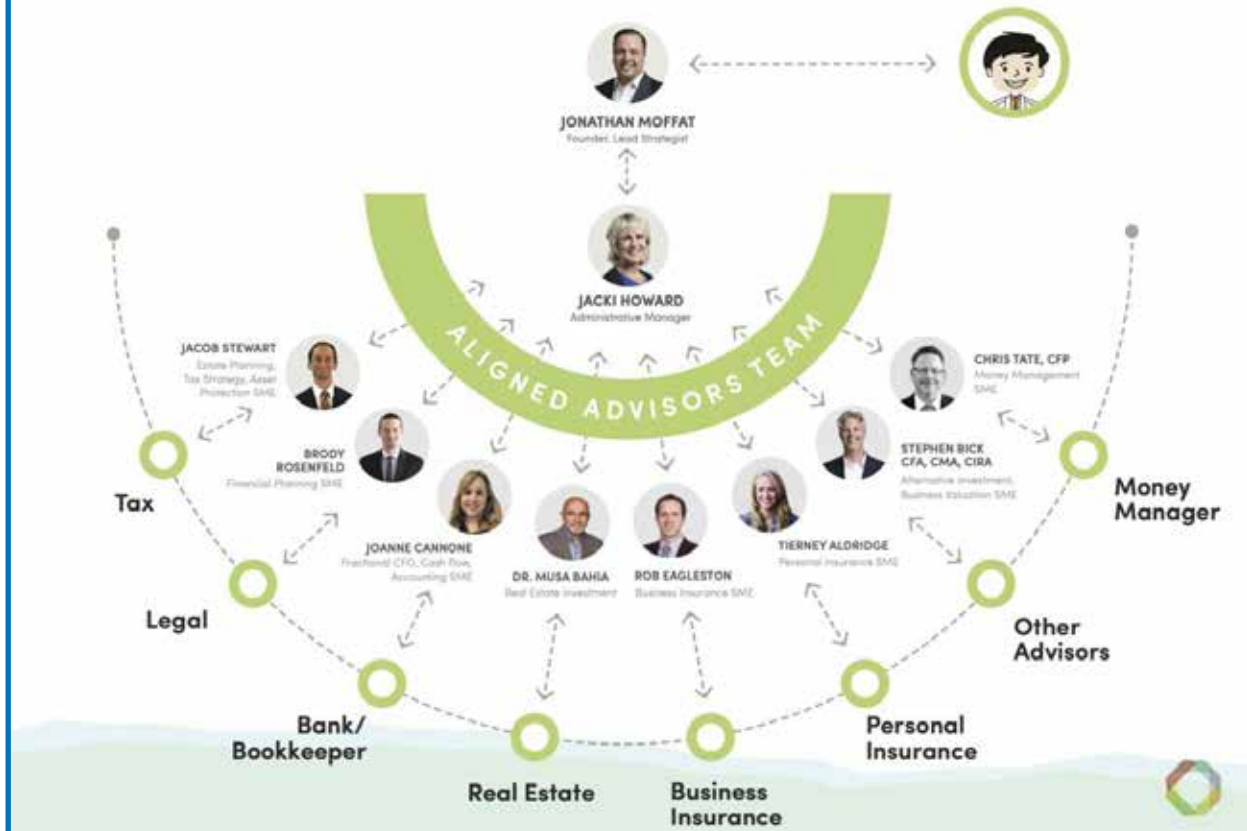 JONATHAN MOFFAT
Founder, Lead Strategist
JACKI HOWARD
Administrative Manager
ALIGNED ADVISORS TEAM
JACOB STEWART
Estate Planning,
Tax Strategy, Asset
Protection SME
BRODY
ROSENFELD
Financial Planning SME
JOANNE CANNONE
Fractional CFO, Cash flow,
Accounting SME
DR. MUSA BAHIA
Real Estate Investment
ROB EAGLESTON
Business Insurance SME
TIERNEY ALDRIDGE
Personal Insurance SME
STEPHEN BICK
CFA, CMA, CIRA
Alternative Investment,
Business Valuation SME
CHRIS TATE, CFP
Money Management
SME
Tax
Legal
Bank/
Bookkeeper
Real Estate
Business
Insurance
Personal
Insurance
Other
Advisors
Money
Manager